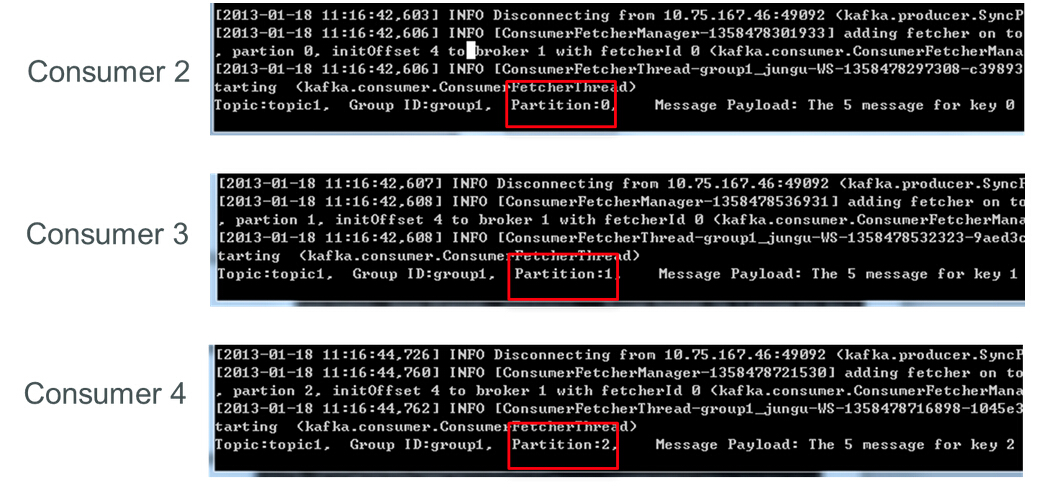 [2013-01-18 11:16:42,603] INFO Disconnecting from 10.75.167.46:49092 (kafka.producer.SyncP
[2013-01-18 11:16:42,606] INFO [ConsumerFetcherManager-1358478301933] adding fetcher on to
, partion 0, initOffset 4 to broker 1 with fetcherId 0 (kafka.consumer.ConsumerFetcherMana
Consumer 2
[2013-01-18 11:16:42,606] INFO [ConsumerFetcherThread-group1_jungu-WS-1358478297308-c39893
tarting (kafka.consumer.ConsumerFetcherThread)
Topic:topic1, Group ID:group1, Partition:0, Message Payload: The 5 message for key 0
[2013-01-18 11:16:42,607] INFO Disconnecting from 10.75.167.46:49092 (kafka.producer.SyncP
[2013-01-18 11:16:42,608] INFO [ConsumerFetcherManager-1358478536931] adding fetcher on to
, partion 1, initOffset 4 to broker 1 with fetcherId 0 (kafka.consumer.ConsumerFetcherMana
Consumer 3
[2013-01-18 11:16:42,608] INFO [ConsumerFetcherThread-group1_jungu-WS-1358478532323-9aed3c
tarting (kafka.consumer.ConsumerFetcherThread)
Topic:topic1, Group ID:group1, Partition:1, Message Payload: The 5 message for key 1
[2013-01-18 11:16:44,726] INFO Disconnecting from 10.75.167.46:49092 (kafka.producer.SyncP
[2013-01-18 11:16:44,760] INFO [ConsumerFetcherManager-1358478721530] adding fetcher on to
, partion 2, initOffset 4 to broker 1 with fetcherId 0 (kafka.consumer.ConsumerFetcherMana
Consumer 4
[2013-01-18 11:16:44,762] INFO [ConsumerFetcherThread-group1_jungu-WS-1358478716898-1045e3
tarting (kafka.consumer.ConsumerFetcherThread)
Topic:topic1, Group ID:group1, Partition:2, Message Payload: The 5 message for key 2